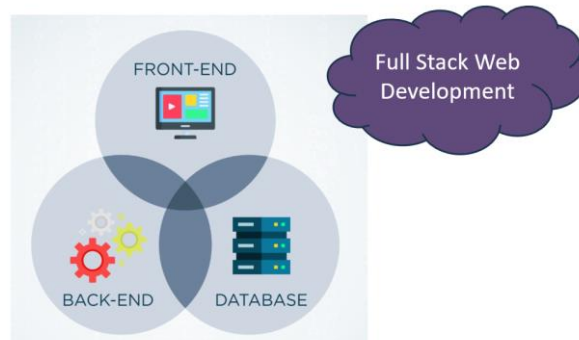 FRONT-END
Full Stack Web
Development
BACK-END
DATABASE